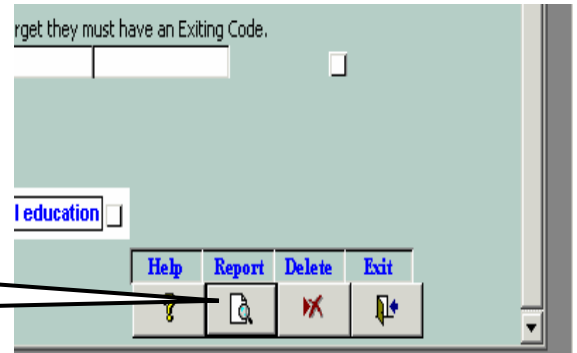 rget they must have an Exiting Code.
l education
Help Report Delete Exit